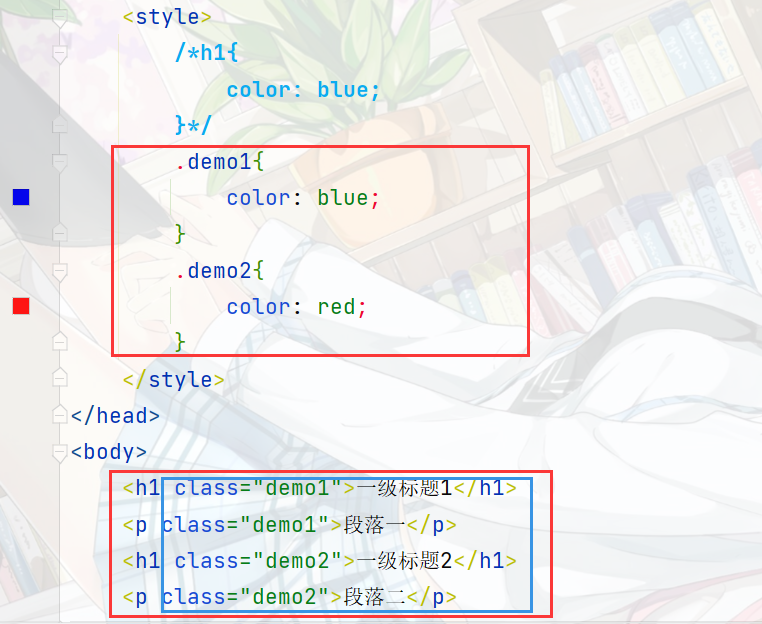 <style>
/*h1{
color: blue;
}*/
.demo1{
color: blue;
}
.demo2{
color: red;
}
</style>
</head>
<body>
<h1 class="demo1">一级标题1</h1>
<p class="demo1">段落一</p>
<h1 class="demo2">一级标题2</h1>
<p class="demo2">段落二</p>